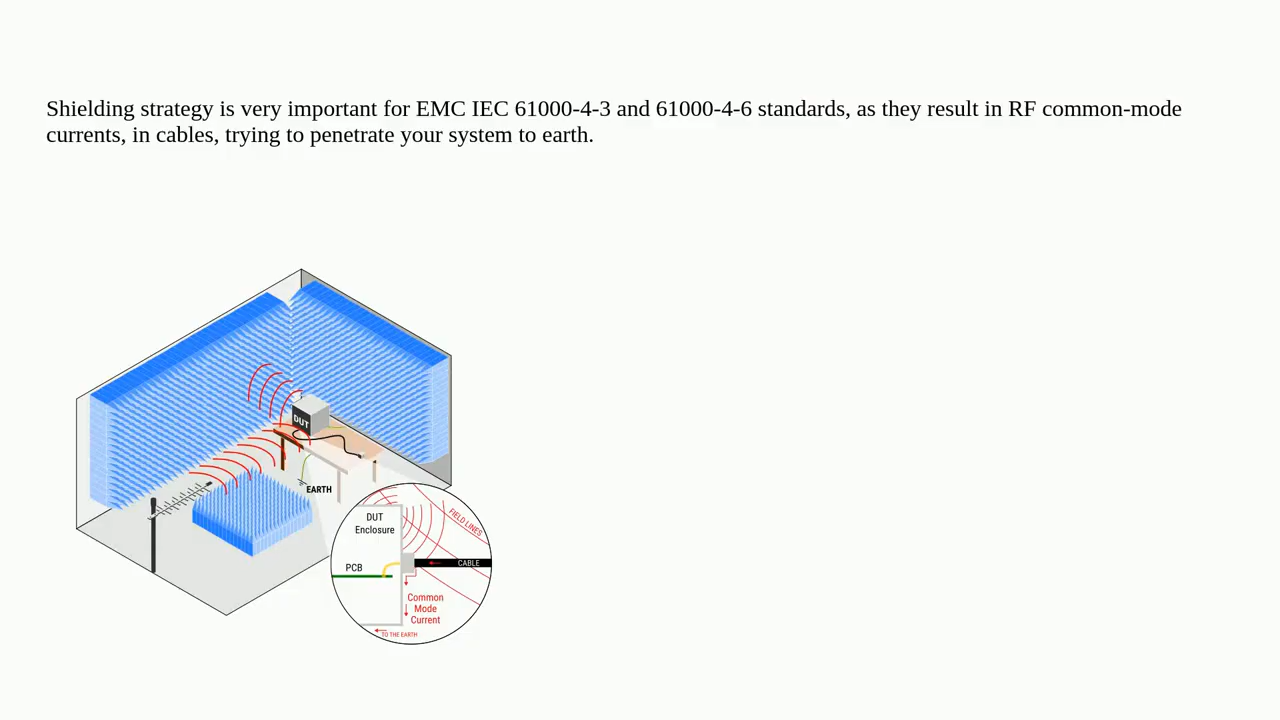 Shielding strategy is very important for EMC IEC 61000-4-3 and 61000-4-6 standards, as they result in RF common-mode
currents, in cables, trying to penetrate your system to earth.
DUT
EARTH
DUT
Enclosure
FIELD LINES
CABLE
PCB
Common
Mode
Current
TO THE EARTH